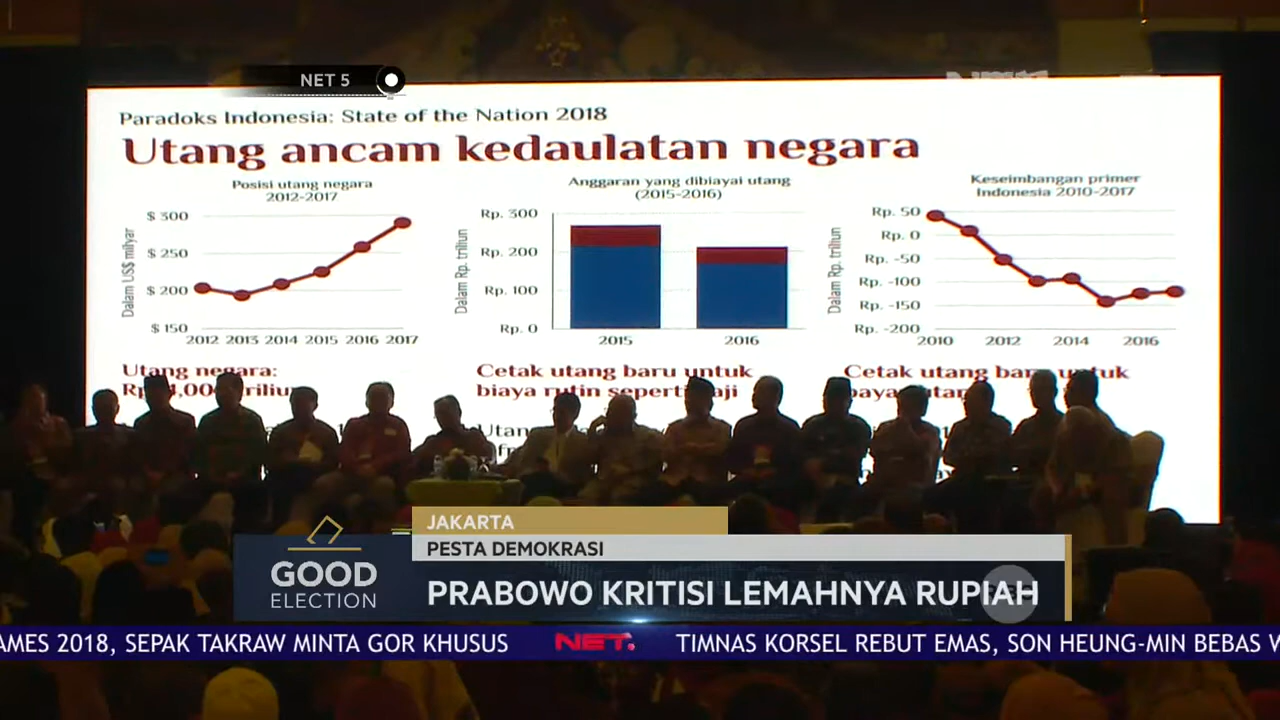 NET 5
Paradoks Indonesia: State of the Nation 2018
Utang ancam kedaulatan negara
Posisi utang negara
2012-2017
Dalam US$ milyar
$ 300
$ 250
$ 200
$ 150
2012 2013 2014 2015 2016 2017
Anggaran yang dibiayai utang
(2015-2016)
Dalam Rp. triliun
Rp. 300
Rp. 200
Rp. 100
Rp. 0
2015 2016
Keseimbangan primer
Indonesia 2010-2017
Dalam Rp. triliun
Rp. 50
Rp. 0
Rp. -50
Rp. -100
Rp. -150
Rp. -200
2010 2012 2014 2016
Utang negara:
Cetak utang baru untuk
biaya rutin
Cetak utang
JAKARTA
PESTA DEMOKRASI
GOOD
ELECTION
PRABOWO KRITISI LEMAHNYA RUPIAH
AMES 2018, SEPAK TAKRAW MINTA GOR KHUSUS NET. TIMNAS KORSEL REBUT EMAS, SON HEUNG-MIN BEBAS